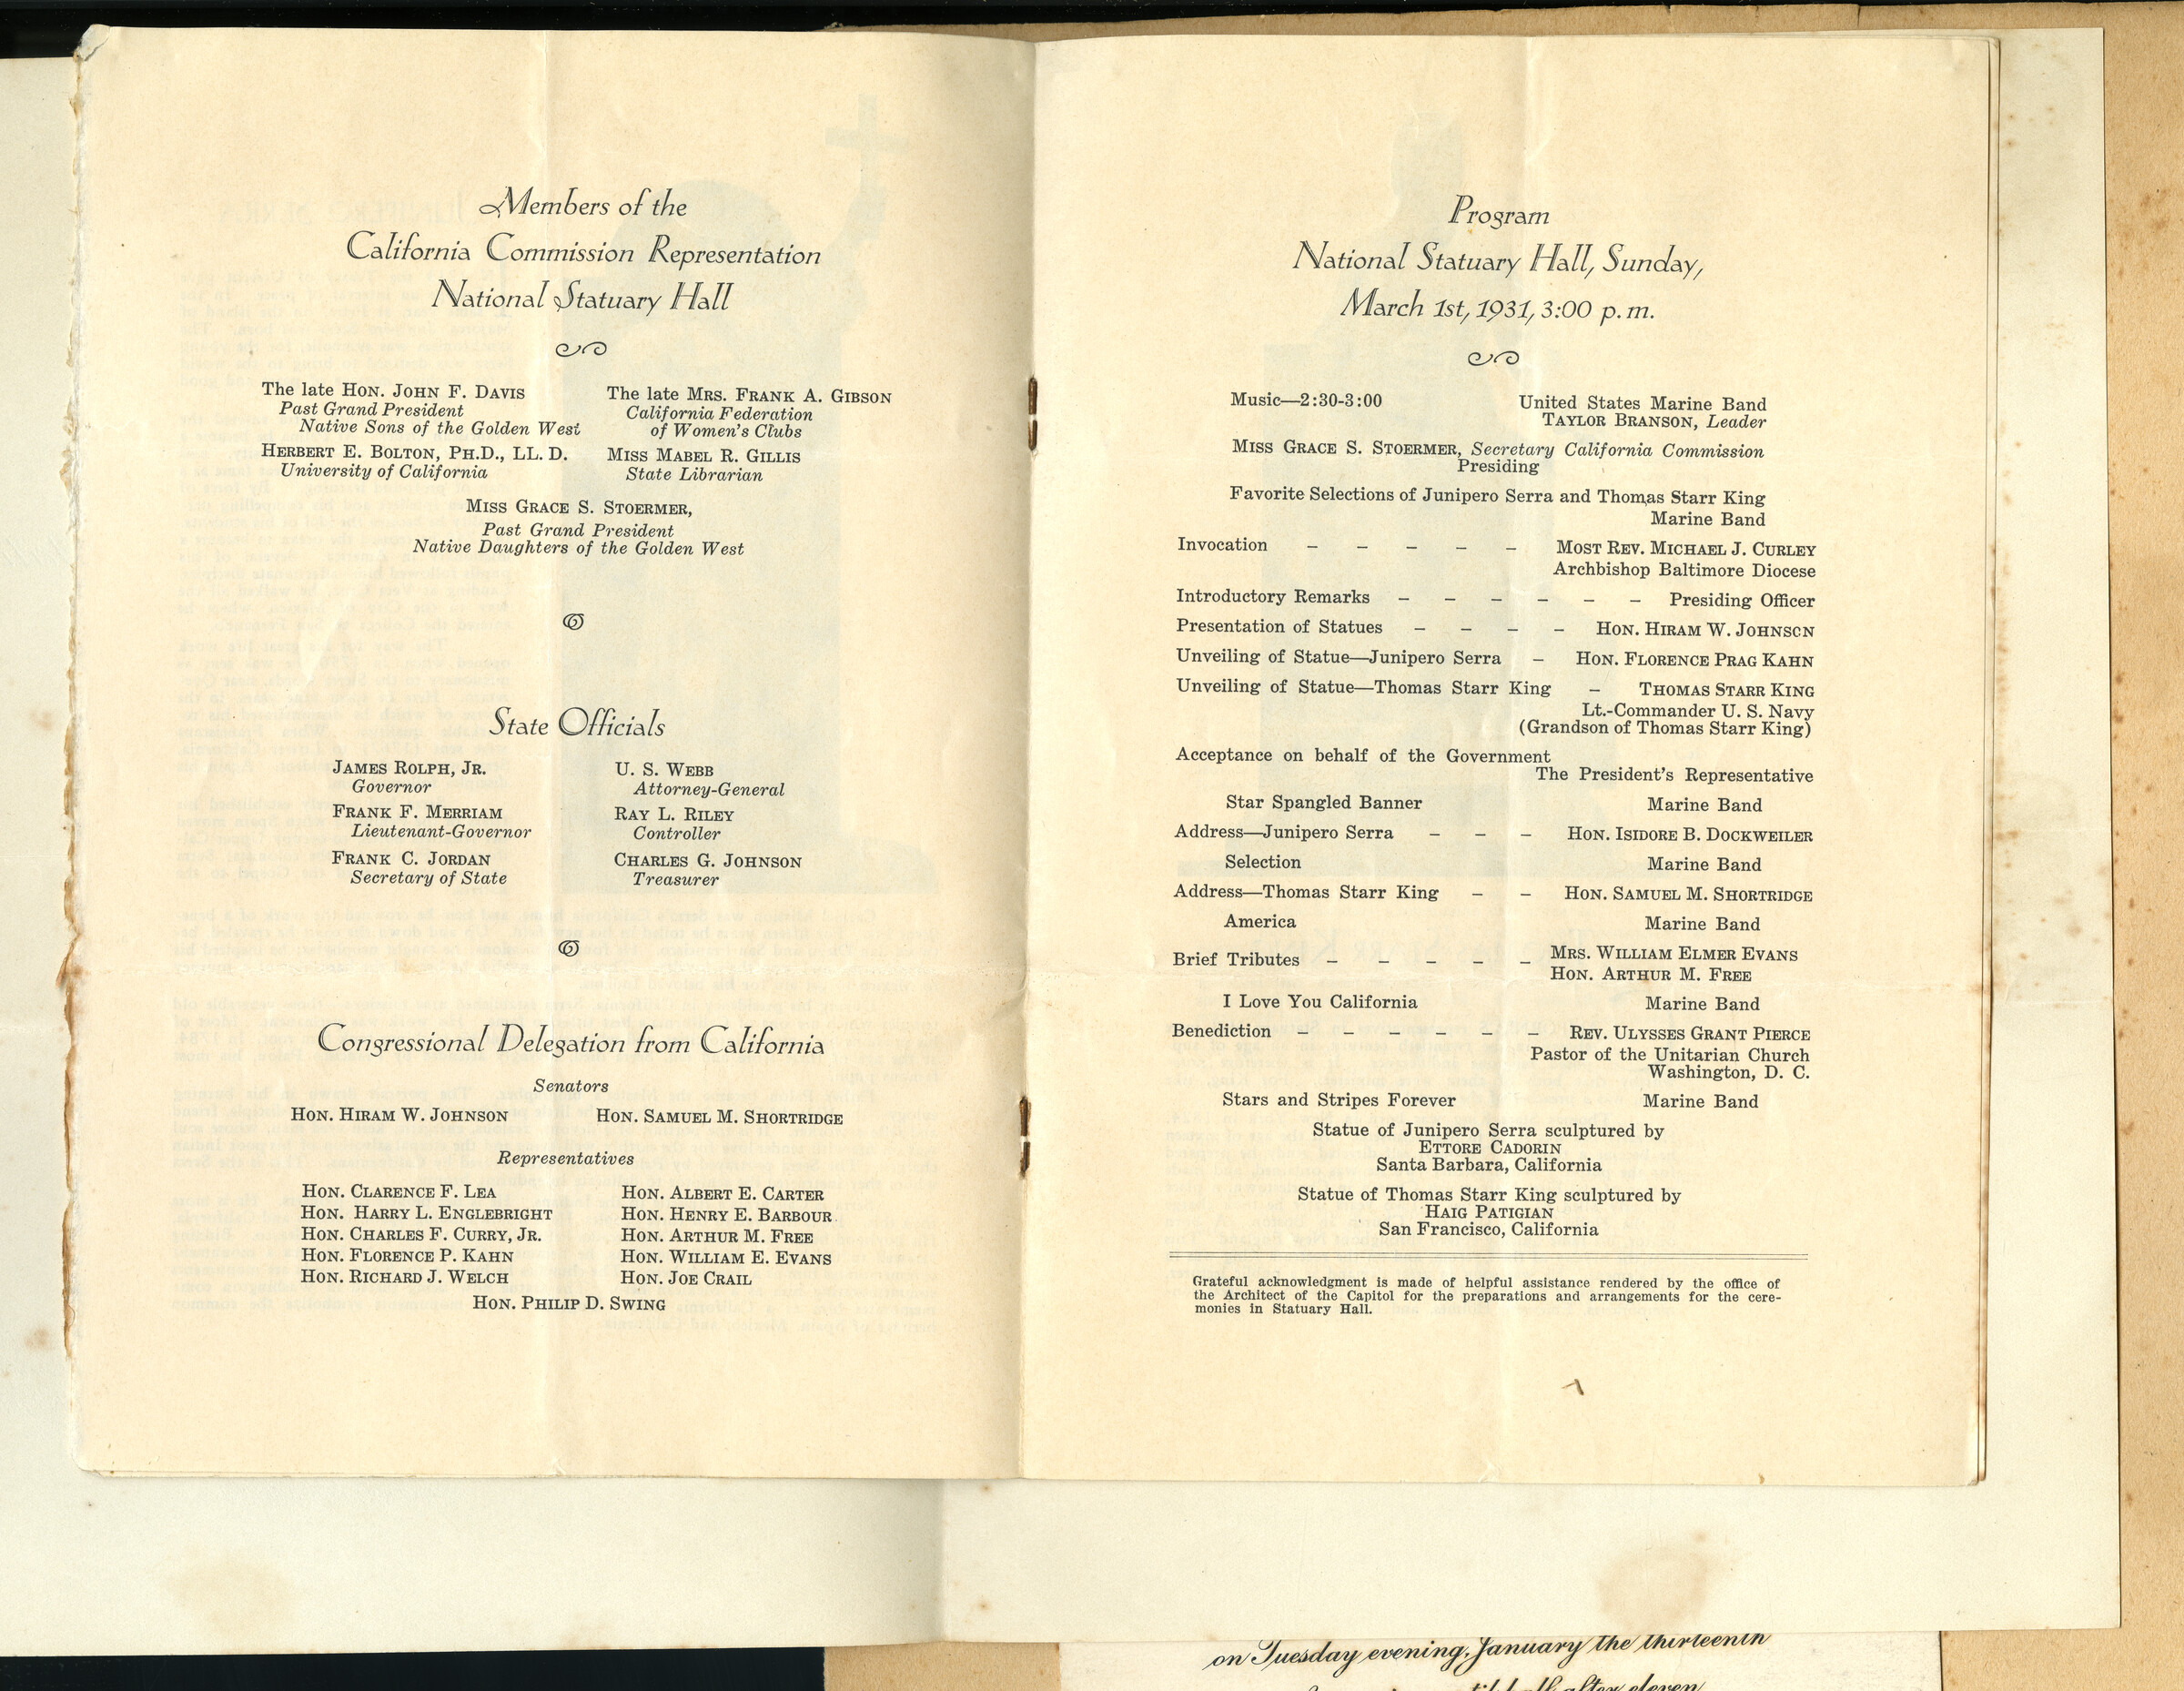 Members of the
California Commission Representation
National Statuary Hall
The late HON. JOHN F. DAVIS
Past Grand President
Native Sons of the Golden West
The late MRS. FRANK A. GIBSON
California Federation
of Women's Clubs
HERBERT E. BOLTON, PH.D., LL. D.
University of California
MISS MABEL R. GILLIS
State Librarian
MISS GRACE S. STOERMER,
Past Grand President
Native Daughters of the Golden West
State Officials
JAMES ROLPH, JR.
Governor
U. S. WEBB
Attorney-General
FRANK F. MERRIAM
Lieutenant-Governor
RAY L. RILEY
Controller
FRANK C. JORDAN
Secretary of State
CHARLES G. JOHNSON
Treasurer
Congressional Delegation from California
Senators
HON. HIRAM W. JOHNSON HON. SAMUEL M. SHORTRIDGE
Representatives
HON. CLARENCE F. LEA HON. ALBERT E. CARTER
HON. HARRY L. ENGLEBRIGHT HON. HENRY E. BARBOUR
HON. CHARLES F. CURRY, JR. HON. ARTHUR M. FREE
HON. FLORENCE P. KAHN HON. WILLIAM E. EVANS
HON. RICHARD J. WELCH HON. JOE CRAIL
HON. PHILIP D. SWING
Program
National Statuary Hall, Sunday,
March 1st, 1931, 3:00 p. m.
Music—2:30-3:00 United States Marine Band
TAYLOR BRANSON, Leader
MISS GRACE S. STOERMER, Secretary California Commission
Presiding
Favorite Selections of Junipero Serra and Thomas Starr King
Marine Band
Invocation – – – – – MOST REV. MICHAEL J. CURLEY
Archbishop Baltimore Diocese
Introductory Remarks – – – – – – Presiding Officer
Presentation of Statues – – – – HON. HIRAM W. JOHNSON
Unveiling of Statue—Junipero Serra – HON. FLORENCE PRAG KAHN
Unveiling of Statue—Thomas Starr King – THOMAS STARR KING
Lt.-Commander U. S. Navy
(Grandson of Thomas Starr King)
Acceptance on behalf of the Government
The President's Representative
Star Spangled Banner Marine Band
Address—Junipero Serra – – – HON. ISIDORE B. DOCKWEILER
Selection Marine Band
Address—Thomas Starr King – – HON. SAMUEL M. SHORTRIDGE
America Marine Band
Brief Tributes – – – – – MRS. WILLIAM ELMER EVANS
HON. ARTHUR M. FREE
I Love You California Marine Band
Benediction – – – – – – REV. ULYSSES GRANT PIERCE
Pastor of the Unitarian Church
Washington, D. C.
Stars and Stripes Forever Marine Band
Statue of Junipero Serra sculptured by
ETTORE CADORIN
Santa Barbara, California
Statue of Thomas Starr King sculptured by
HAIG PATIGIAN
San Francisco, California
Grateful acknowledgment is made of helpful assistance rendered by the office of
the Architect of the Capitol for the preparations and arrangements for the cere-
monies in Statuary Hall.
on Tuesday evening, January the thirteenth
half after eleven